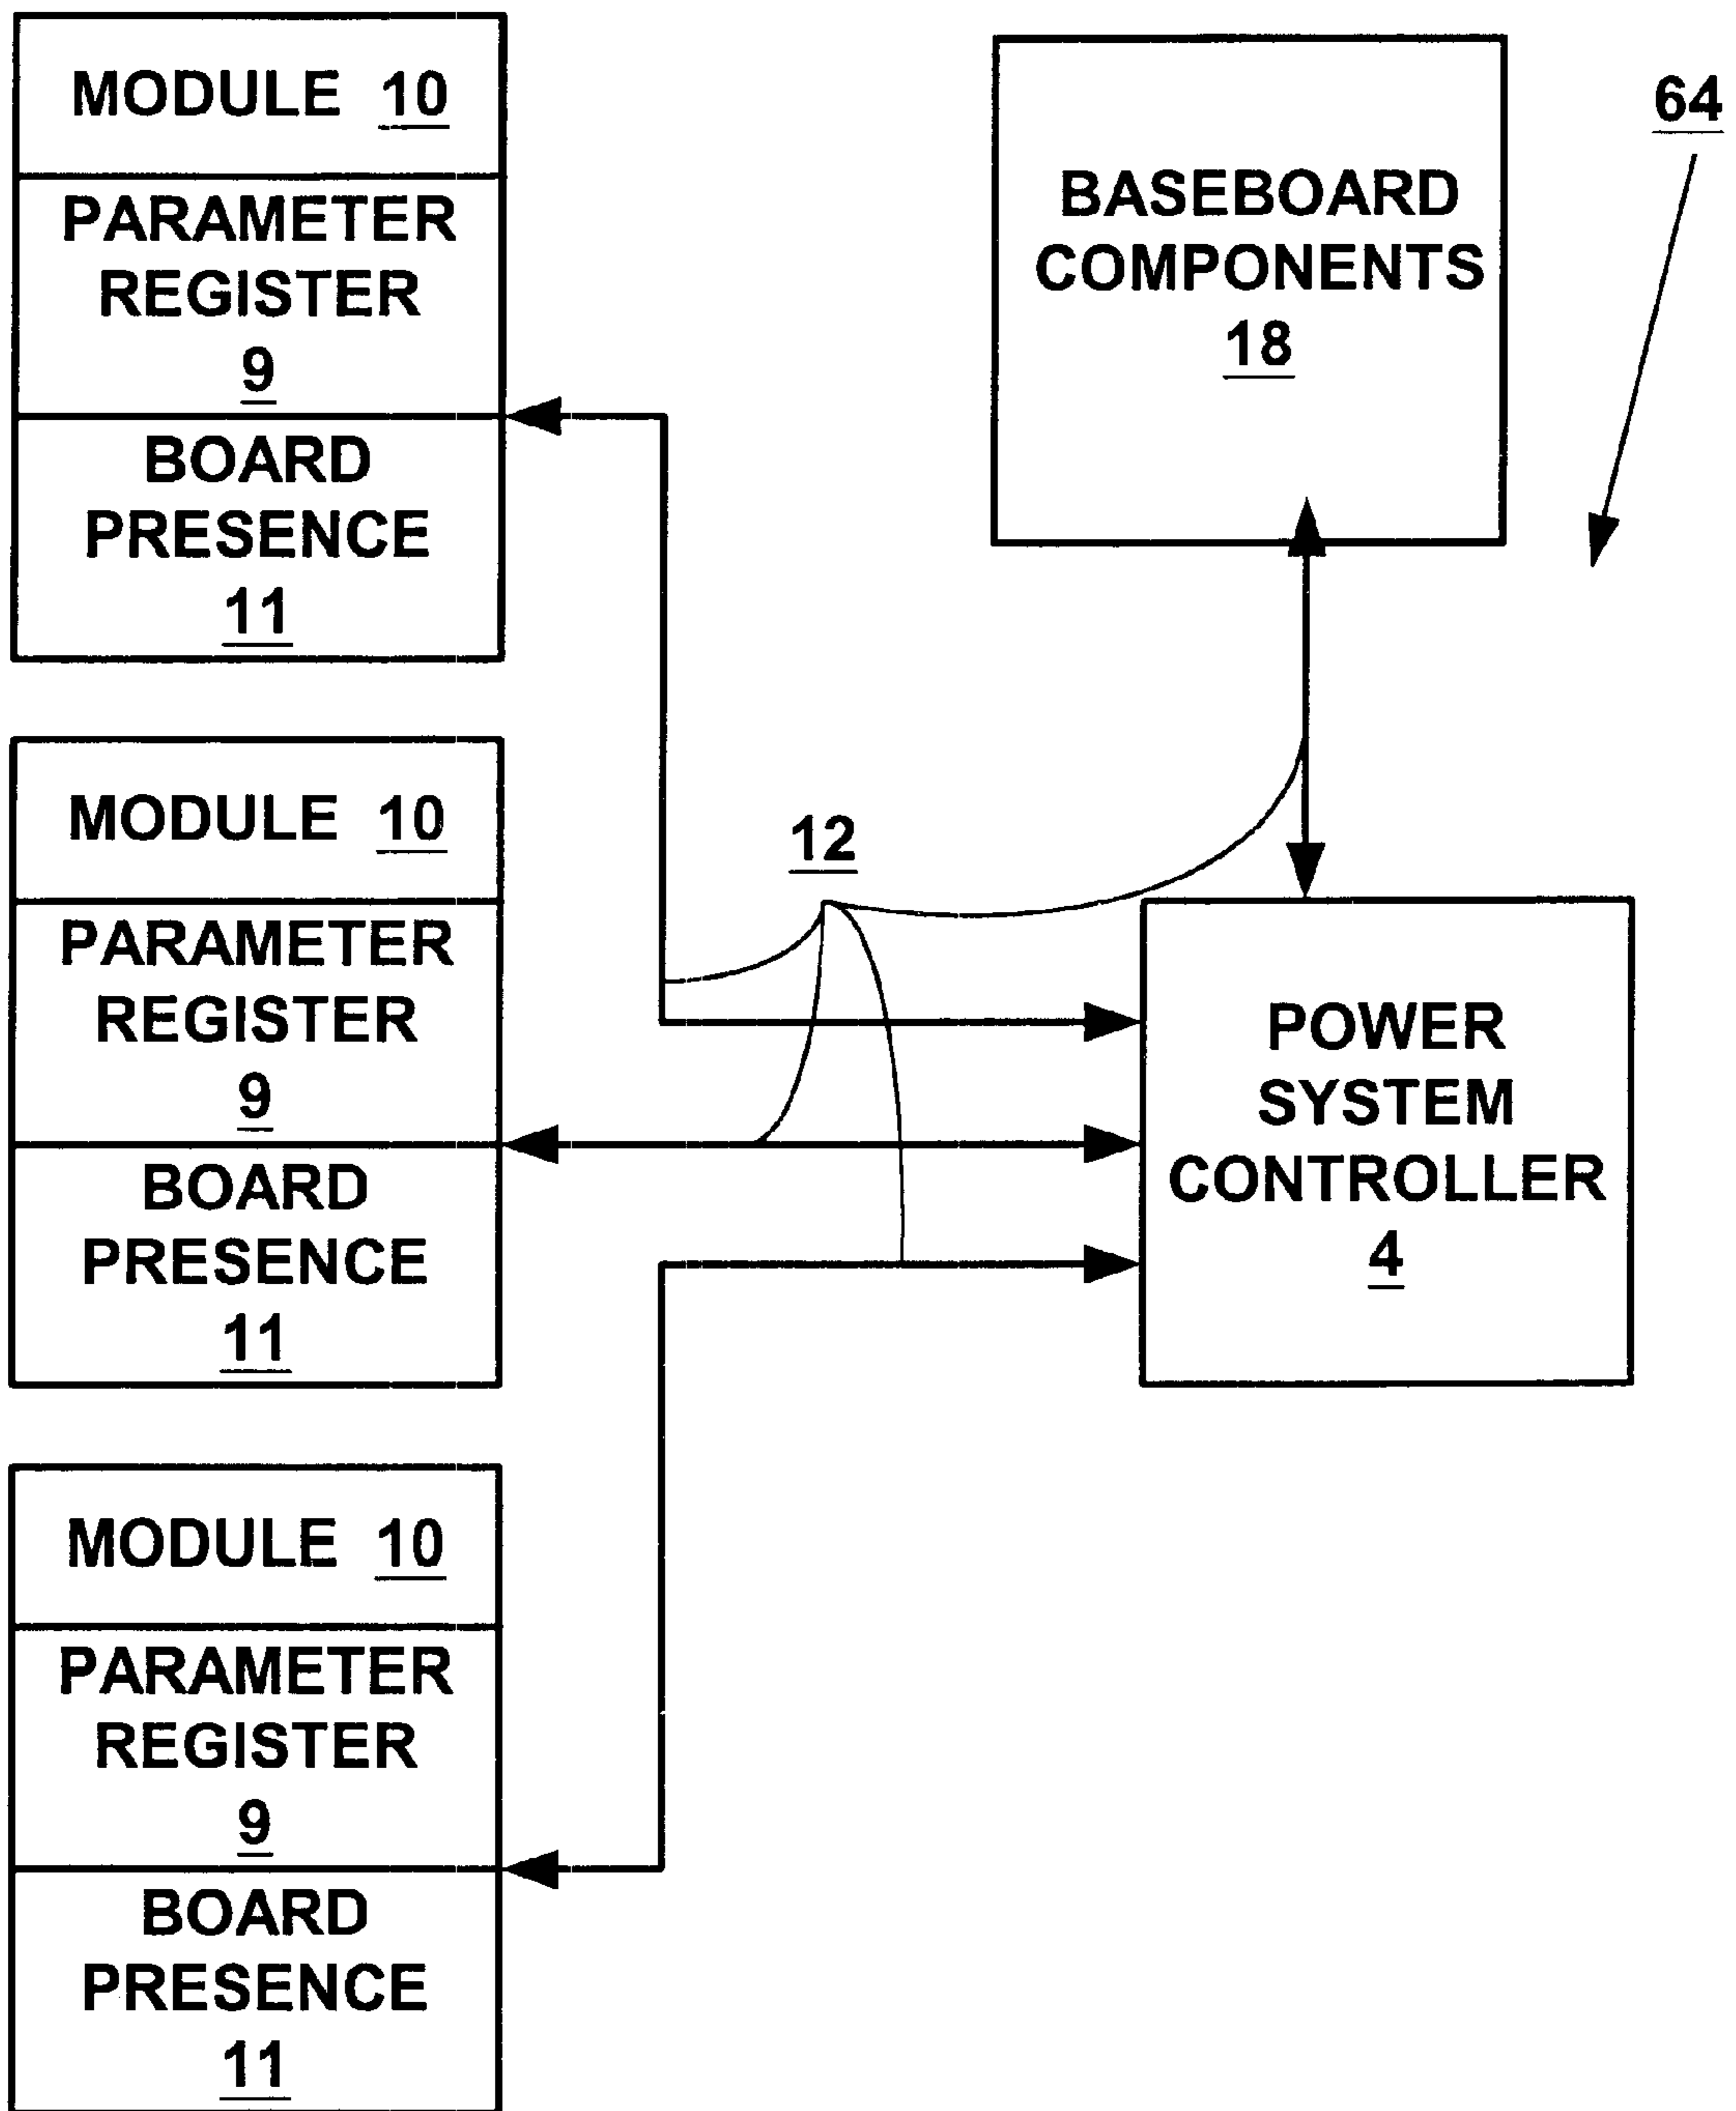 MODULE 10
PARAMETER
REGISTER
9
BOARD
PRESENCE
11
BASEBOARD
COMPONENTS
18
64
MODULE 10
PARAMETER
REGISTER
9
BOARD
PRESENCE
11
12
POWER
SYSTEM
CONTROLLER
4
MODULE 10
PARAMETER
REGISTER
9
BOARD
PRESENCE
11